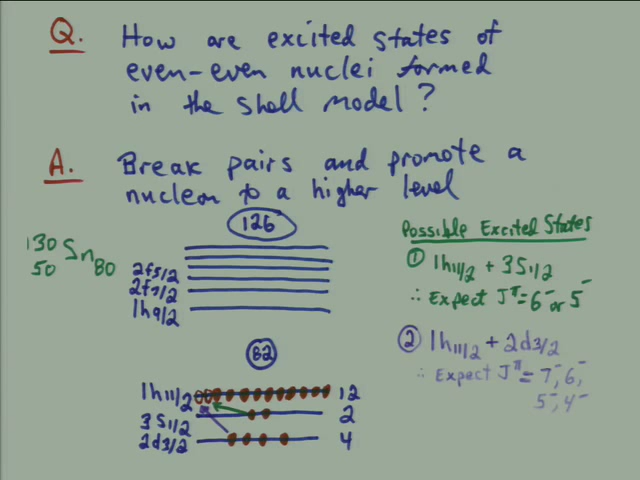 Q. How are excited states of
even-even nuclei formed
in the shell model?
A. Break pairs and promote a
nucleon to a higher level
126
130 Sn 80
50
2f5/2
2f7/2
1h9/2
82
1h11/2 12
3s1/2 2
2d3/2 4
Possible Excited States
① 1h11/2 + 3s1/2
∴ Expect Jπ = 6⁻ or 5⁻
② 1h11/2 + 2d3/2
∴ Expect Jπ = 7⁻, 6⁻,
5⁻, 4⁻